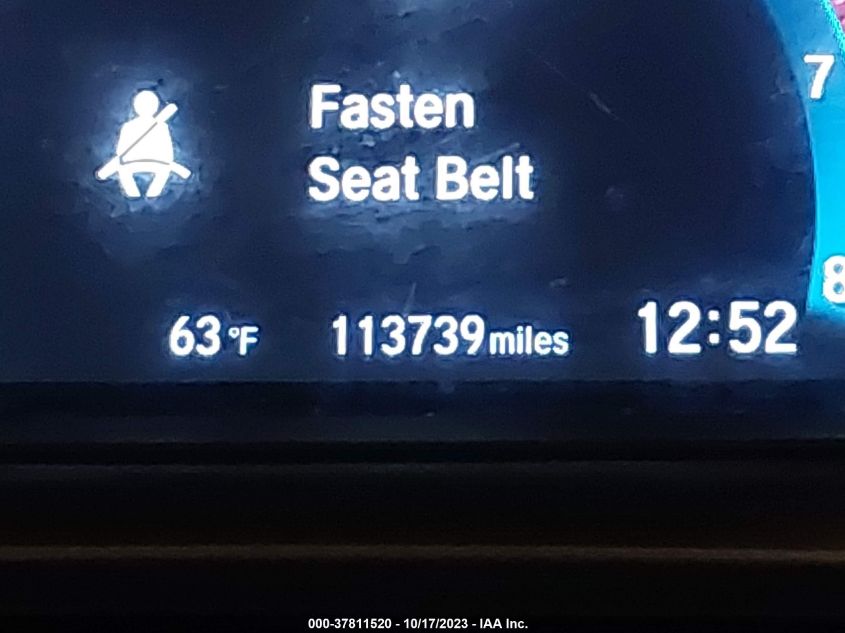 7
Fasten
Seat Belt
8
63 °F 113739 miles 12:52
000-37811520 - 10/17/2023 - IAA Inc.